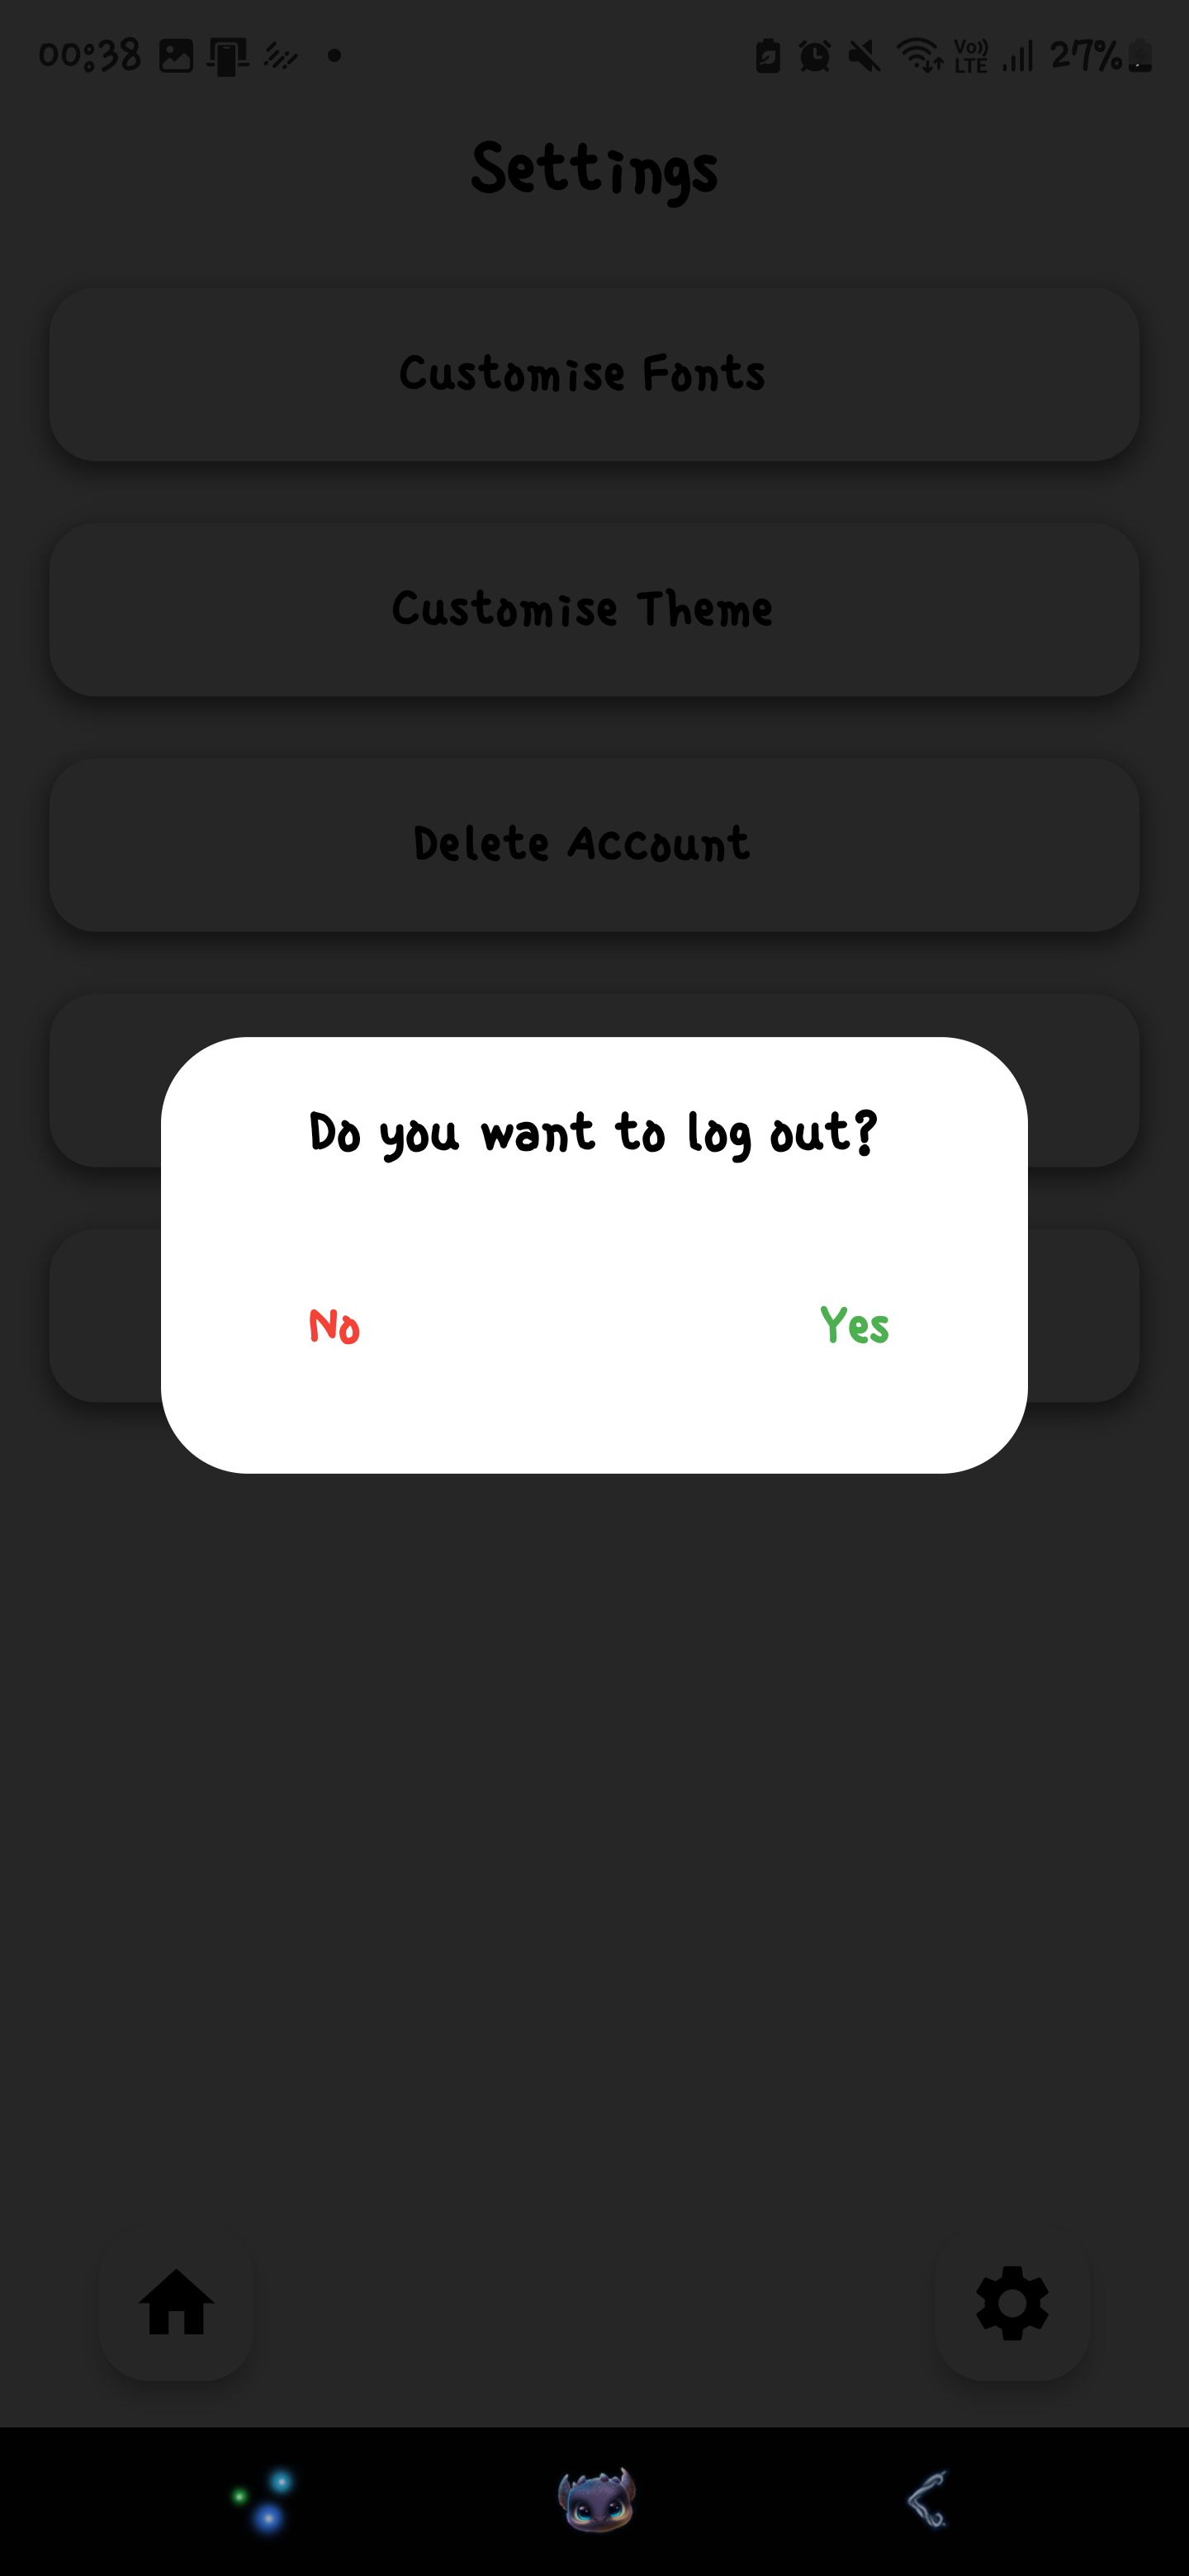 00:38
Vo)) LTE 27%
Settings
Customise Fonts
Customise Theme
Delete Account
Do you want to log out?
No Yes